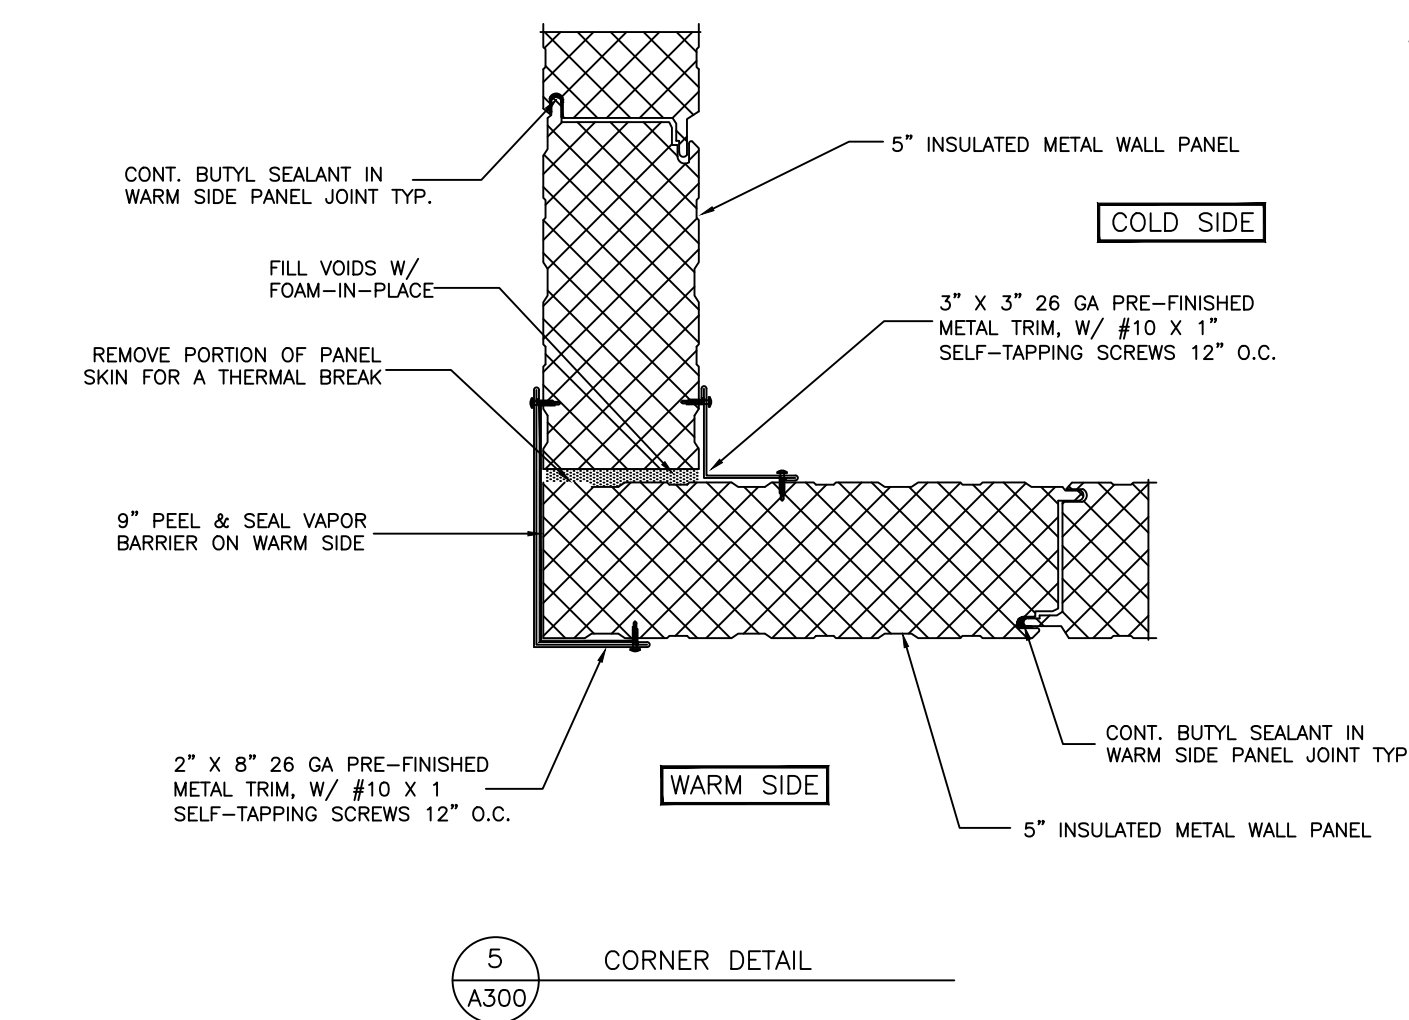 CONT. BUTYL SEALANT IN
WARM SIDE PANEL JOINT TYP.
5" INSULATED METAL WALL PANEL
COLD SIDE
FILL VOIDS W/
FOAM-IN-PLACE
3" X 3" 26 GA PRE-FINISHED
METAL TRIM, W/ #10 X 1"
SELF-TAPPING SCREWS 12" O.C.
REMOVE PORTION OF PANEL
SKIN FOR A THERMAL BREAK
9" PEEL & SEAL VAPOR
BARRIER ON WARM SIDE
2" X 8" 26 GA PRE-FINISHED
METAL TRIM, W/ #10 X 1
SELF-TAPPING SCREWS 12" O.C.
WARM SIDE
CONT. BUTYL SEALANT IN
WARM SIDE PANEL JOINT TYP
5" INSULATED METAL WALL PANEL
5
A300
CORNER DETAIL